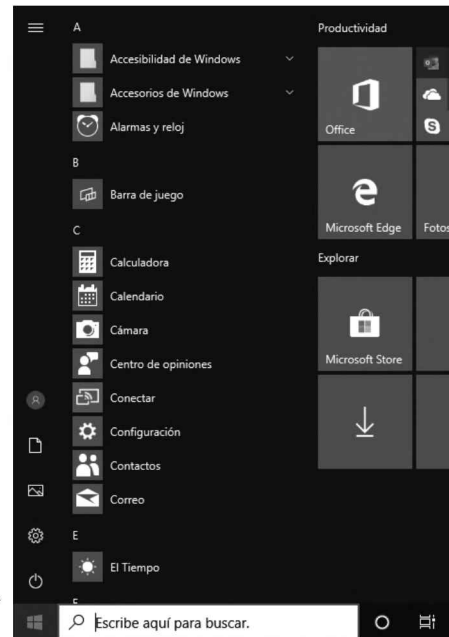 A
Accesibilidad de Windows
Accesorios de Windows
Alarmas y reloj
B
Barra de juego
C
Calculadora
Calendario
Cámara
Centro de opiniones
Conectar
Configuración
Contactos
Correo
E
El Tiempo
Productividad
Office
Microsoft Edge
Fotos
Explorar
Microsoft Store
Escribe aquí para buscar.